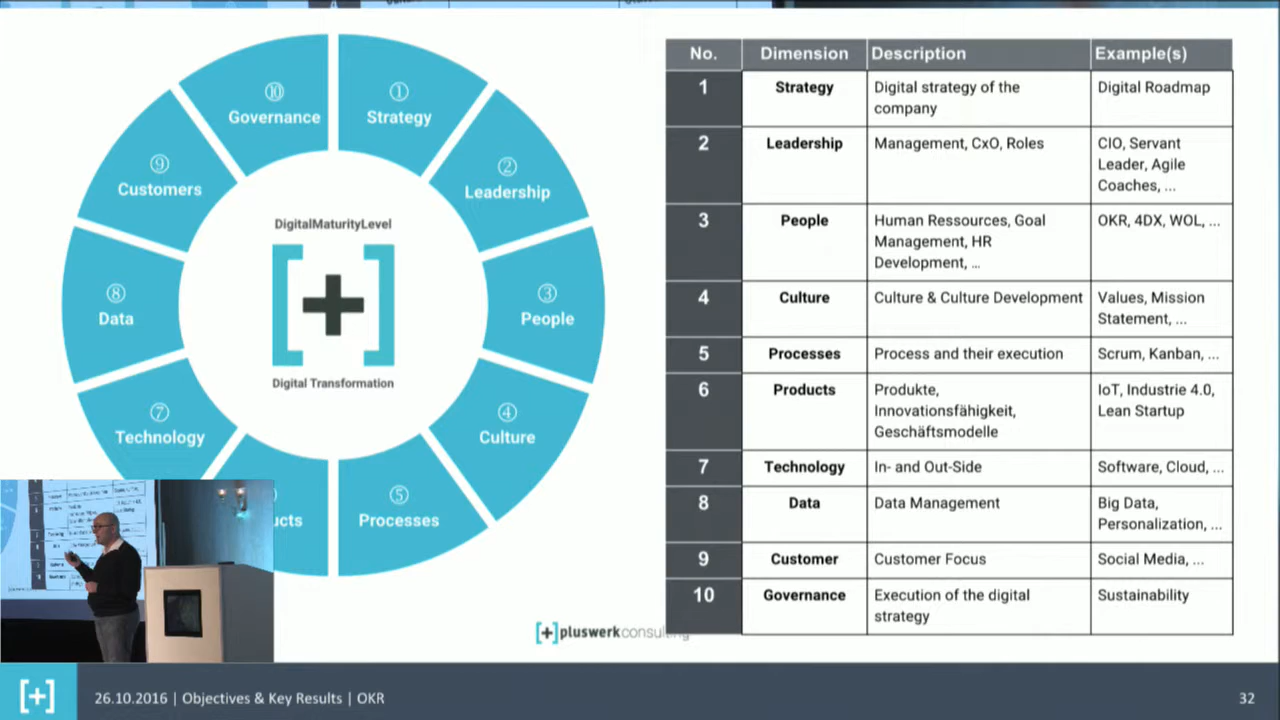 ⑩
Governance
①
Strategy
②
Leadership
③
People
④
Culture
⑤
Processes
ucts
⑦
Technology
⑧
Data
⑨
Customers
DigitalMaturityLevel
[+]
Digital Transformation
No.
Dimension
Description
Example(s)
1
Strategy
Digital strategy of the
company
Digital Roadmap
2
Leadership
Management, CxO, Roles
CIO, Servant
Leader, Agile
Coaches, ...
3
People
Human Ressources, Goal
Management, HR
Development, ...
OKR, 4DX, WOL, ...
4
Culture
Culture & Culture Development
Values, Mission
Statement, ...
5
Processes
Process and their execution
Scrum, Kanban, ...
6
Products
Produkte,
Innovationsfähigkeit,
Geschäftsmodelle
IoT, Industrie 4.0,
Lean Startup
7
Technology
In- and Out-Side
Software, Cloud, ...
8
Data
Data Management
Big Data,
Personalization, ...
9
Customer
Customer Focus
Social Media, ...
10
Governance
Execution of the digital
strategy
Sustainability
[+]pluswerkconsulting
[+]
26.10.2016 | Objectives & Key Results | OKR
32